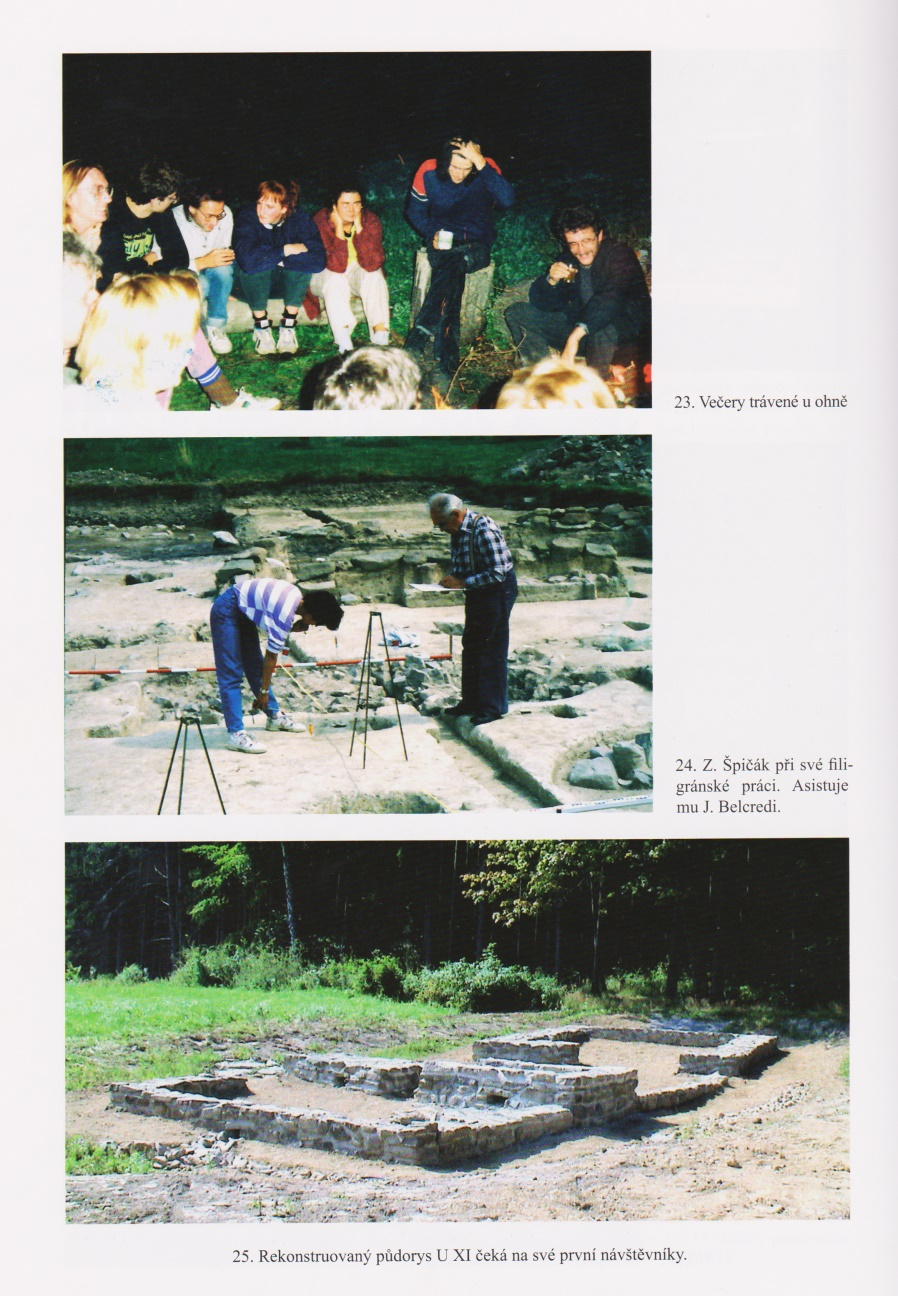 23. Večery trávené u ohně
24. Z. Špičák při své fili-
gránské práci. Asistuje
mu J. Belcredi.
25. Rekonstruovaný půdorys U XI čeká na své první návštěvníky.